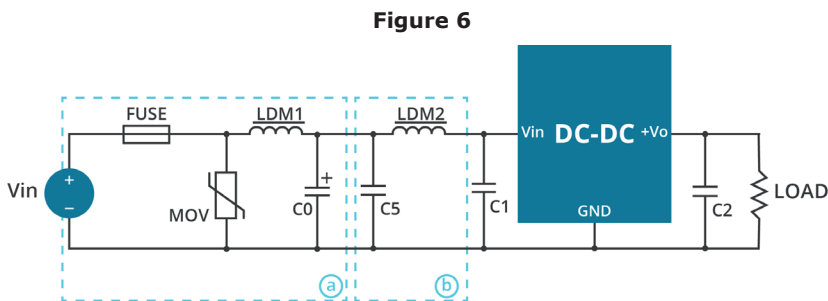 Figure 6
FUSE
LDM1
LDM2
Vin
DC-DC
+Vo
Vin
+
−
MOV
+
C0
C5
C1
GND
C2
LOAD
a
b